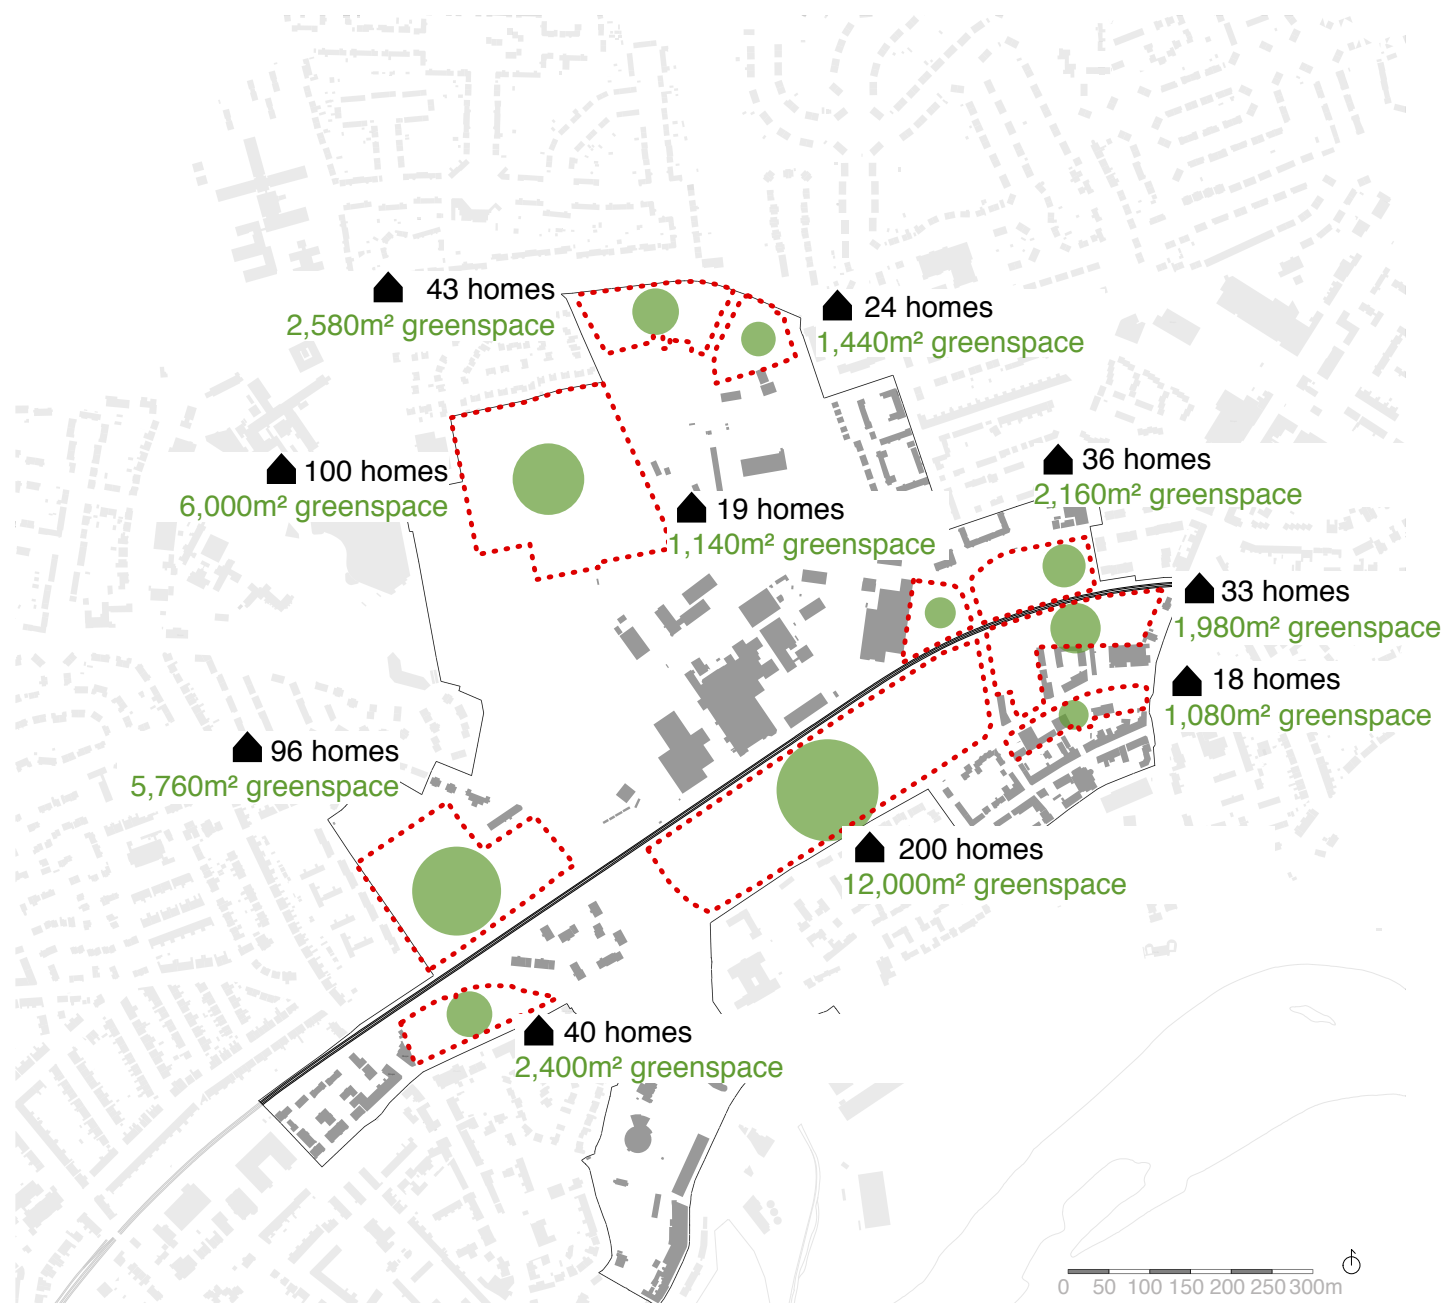 43 homes
2,580m² greenspace
24 homes
1,440m² greenspace
100 homes
6,000m² greenspace
36 homes
2,160m² greenspace
19 homes
1,140m² greenspace
33 homes
1,980m² greenspace
18 homes
1,080m² greenspace
96 homes
5,760m² greenspace
200 homes
12,000m² greenspace
40 homes
2,400m² greenspace
0 50 100 150 200 250 300m